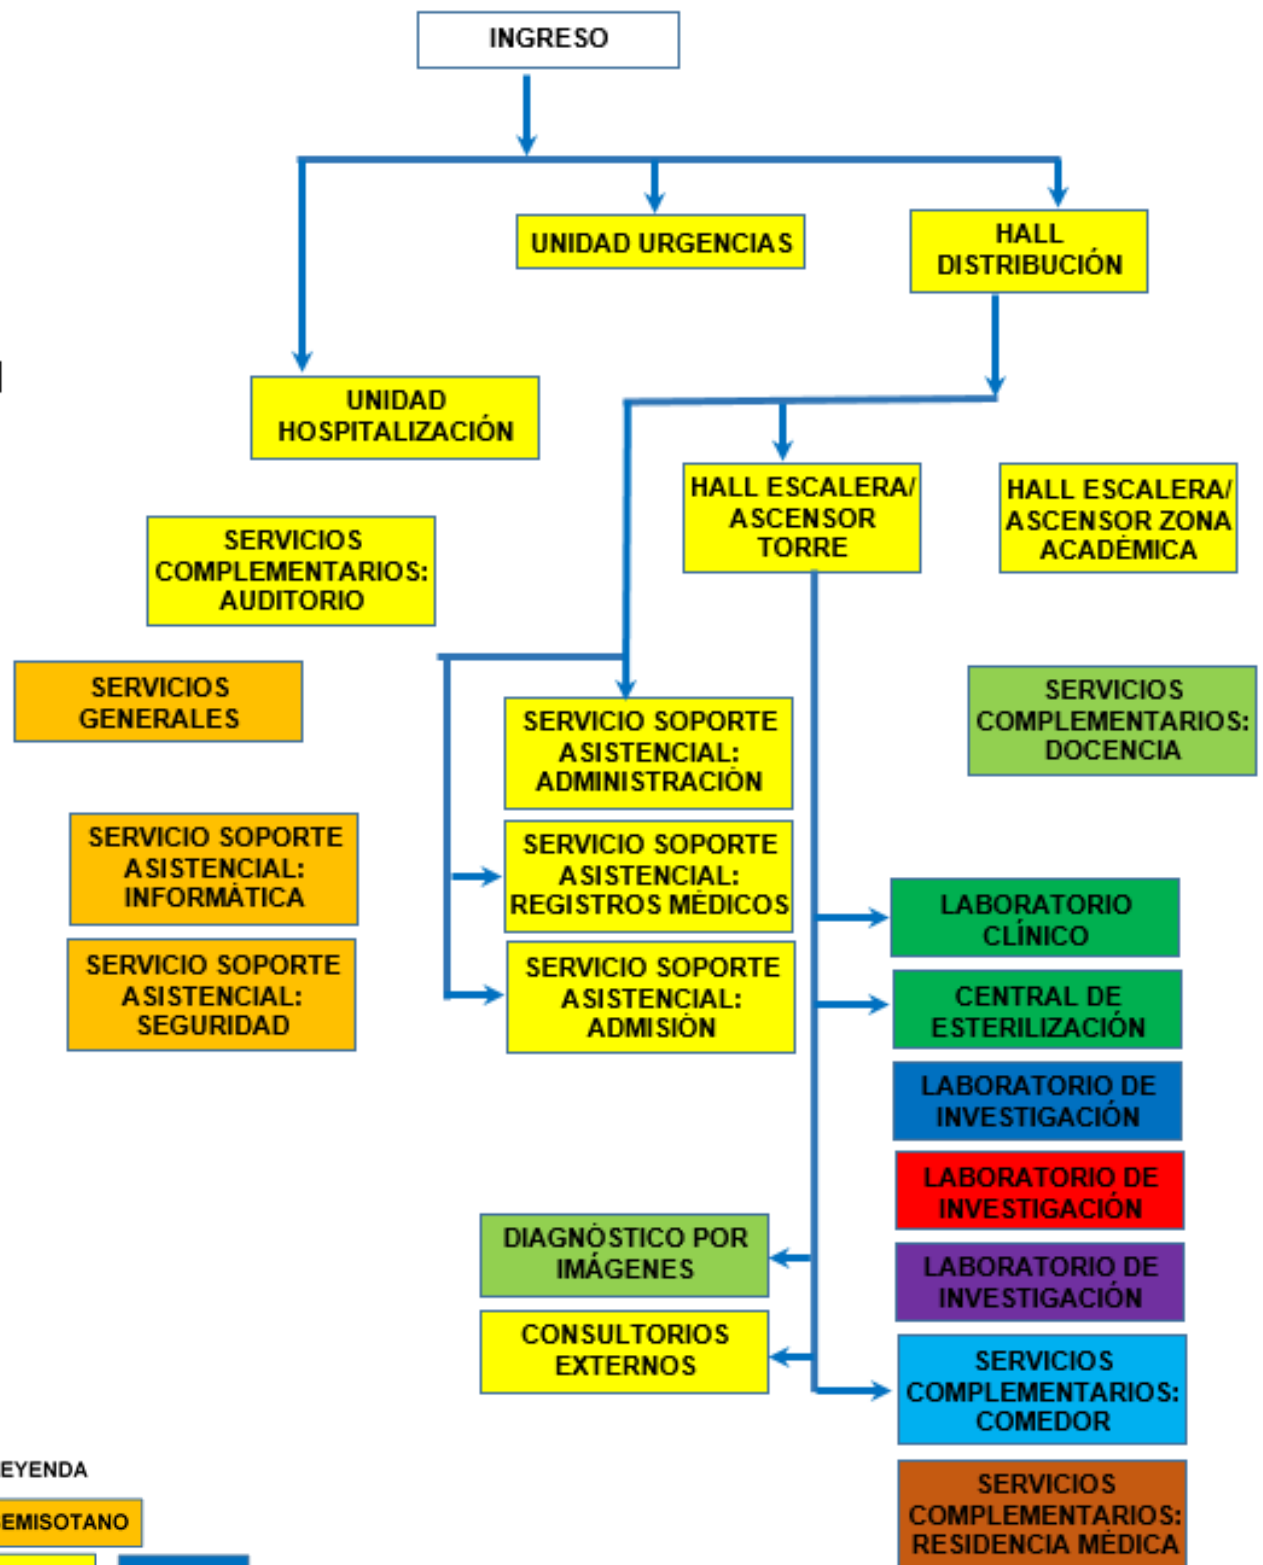 INGRESO
UNIDAD URGENCIAS
HALL
DISTRIBUCIÓN
UNIDAD
HOSPITALIZACIÓN
HALL ESCALERA/
ASCENSOR
TORRE
HALL ESCALERA/
ASCENSOR ZONA
ACADÉMICA
SERVICIOS
COMPLEMENTARIOS:
AUDITORIO
SERVICIOS
GENERALES
SERVICIO SOPORTE
ASISTENCIAL:
ADMINISTRACIÓN
SERVICIOS
COMPLEMENTARIOS:
DOCENCIA
SERVICIO SOPORTE
ASISTENCIAL:
INFORMÁTICA
SERVICIO SOPORTE
ASISTENCIAL:
REGISTROS MÉDICOS
LABORATORIO
CLÍNICO
SERVICIO SOPORTE
ASISTENCIAL:
SEGURIDAD
SERVICIO SOPORTE
ASISTENCIAL:
ADMISIÓN
CENTRAL DE
ESTERILIZACIÓN
LABORATORIO DE
INVESTIGACIÓN
LABORATORIO DE
INVESTIGACIÓN
DIAGNÓSTICO POR
IMÁGENES
LABORATORIO DE
INVESTIGACIÓN
CONSULTORIOS
EXTERNOS
SERVICIOS
COMPLEMENTARIOS:
COMEDOR
EYENDA
EMISOTANO
SERVICIOS
COMPLEMENTARIOS:
RESIDENCIA MÉDICA